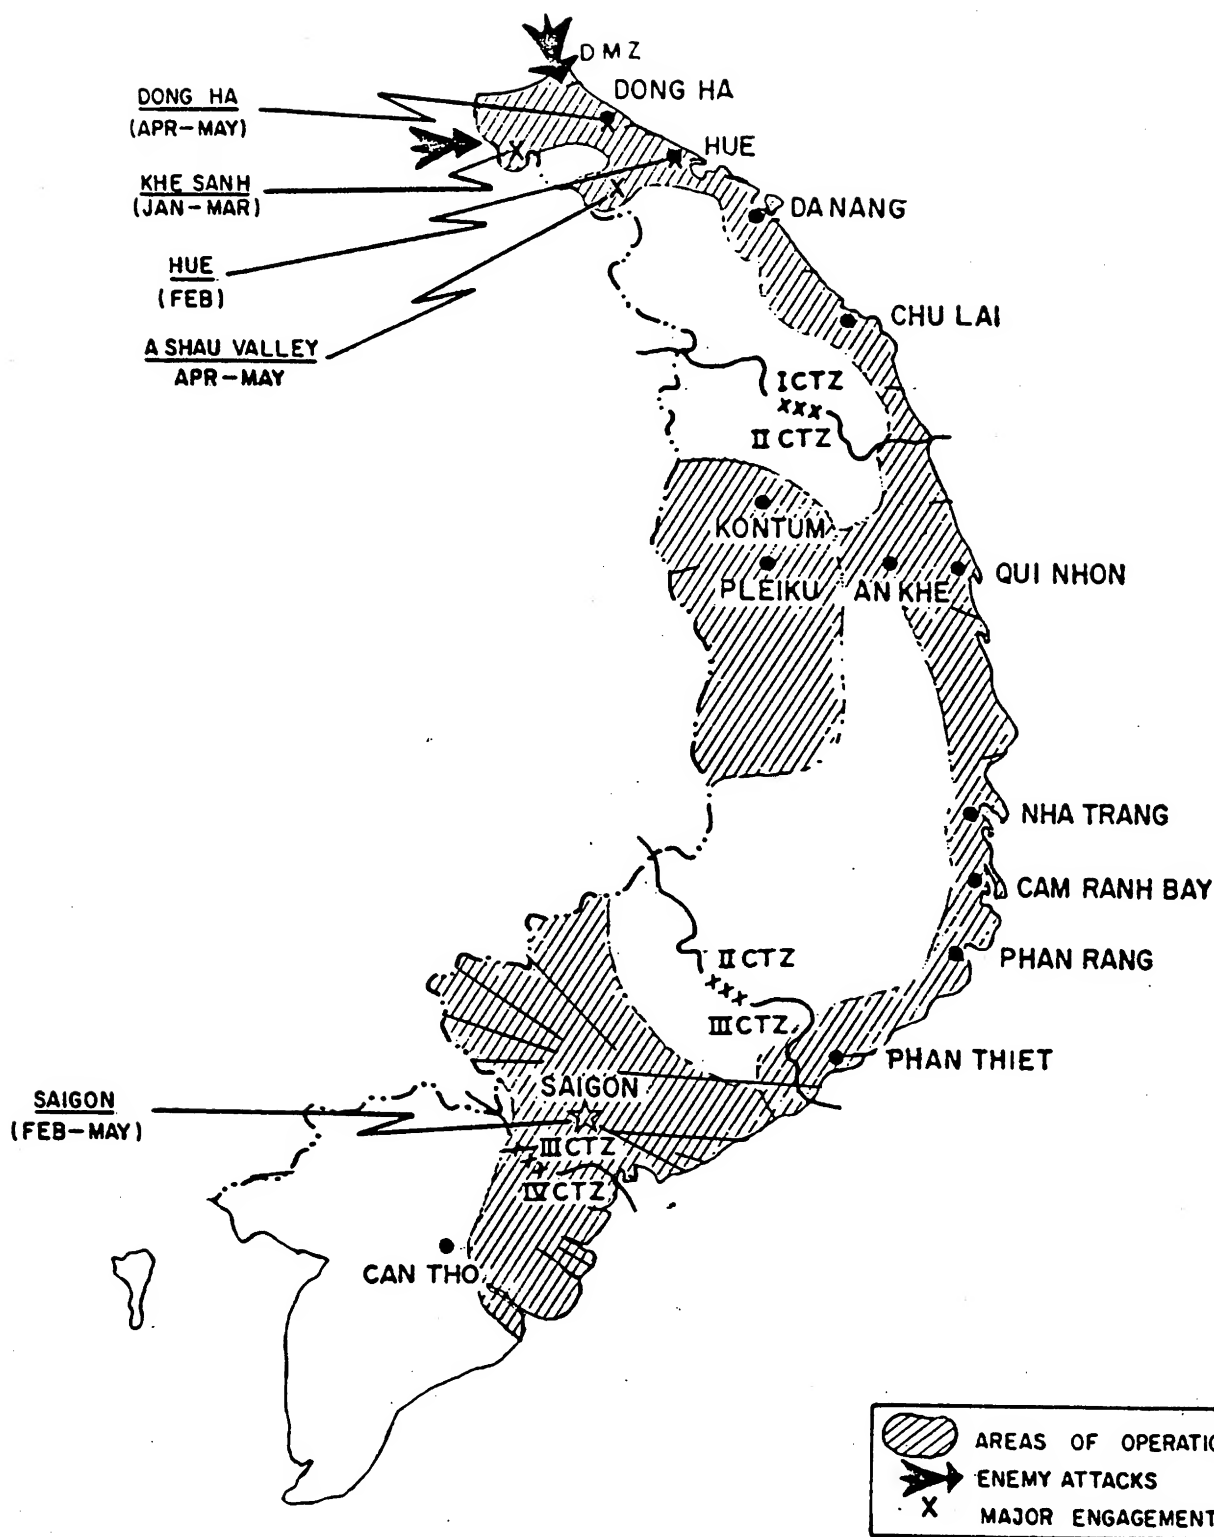 DMZ
DONG HA
DONG HA
(APR-MAY)
HUE
KHE SANH
(JAN-MAR)
DA NANG
HUE
(FEB)
CHU LAI
A SHAU VALLEY
APR-MAY
I CTZ
XXX
II CTZ
KONTUM
PLEIKU
AN KHE
QUI NHON
NHA TRANG
CAM RANH BAY
II CTZ
XXX
III CTZ
PHAN RANG
PHAN THIET
SAIGON
SAIGON
(FEB-MAY)
III CTZ
XXX
IV CTZ
CAN THO
AREAS OF OPERATIO
ENEMY ATTACKS
X MAJOR ENGAGEMENT